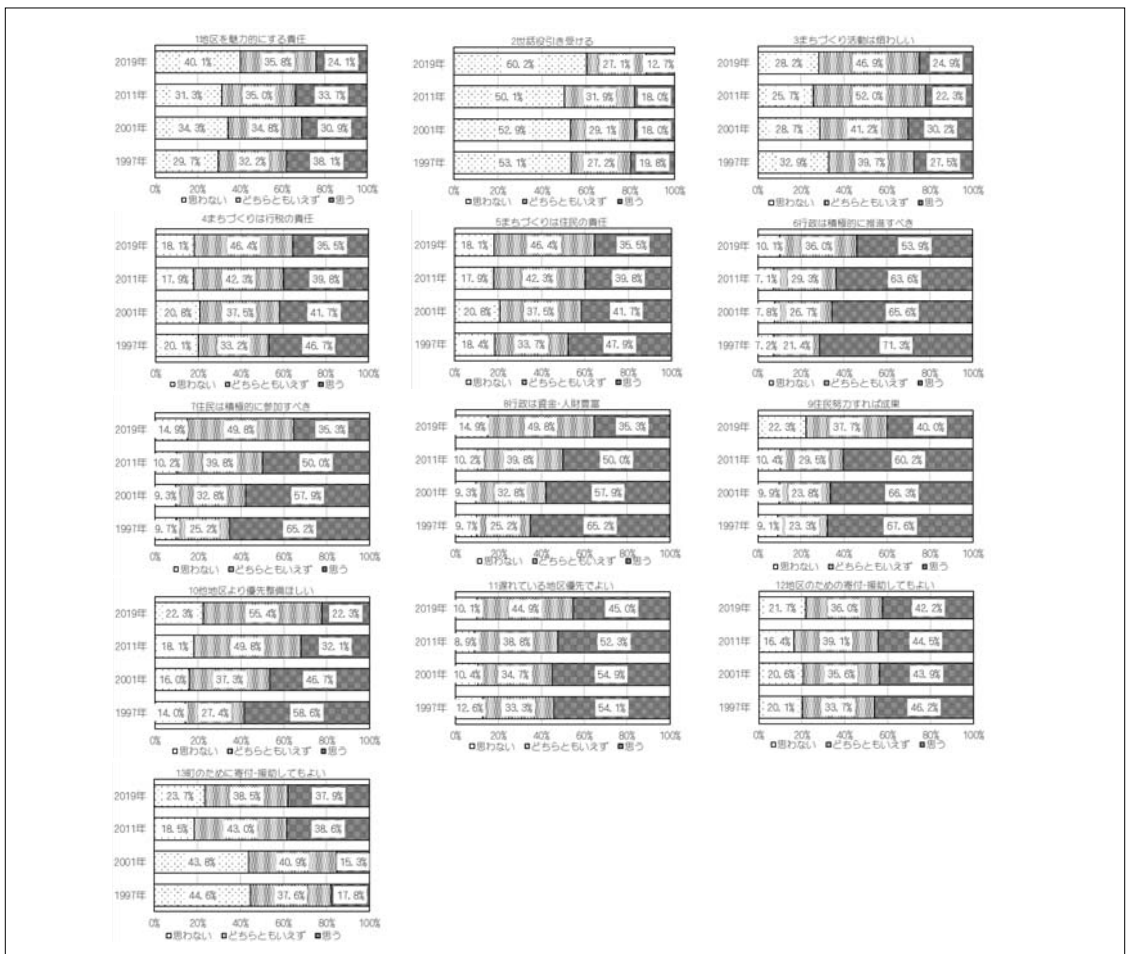 1地区を魅力的にする責任
2019年 40.1% 35.8% 24.1%
2011年 31.3% 35.0% 33.7%
2001年 34.3% 34.8% 30.9%
1997年 29.7% 32.2% 38.1%
0% 20% 40% 60% 80% 100%
思わない どちらともいえず 思う
2世話役引き受ける
2019年 60.2% 27.1% 12.7%
2011年 50.1% 31.9% 18.0%
2001年 52.9% 29.1% 18.0%
1997年 53.1% 27.2% 19.8%
0% 20% 40% 60% 80% 100%
思わない どちらともいえず 思う
3まちづくり活動は煩わしい
2019年 28.2% 46.9% 24.9%
2011年 25.7% 52.0% 22.3%
2001年 28.7% 41.2% 30.2%
1997年 32.9% 39.7% 27.5%
0% 20% 40% 60% 80% 100%
思わない どちらともいえず 思う
4まちづくりは行税の責任
2019年 18.1% 46.4% 35.5%
2011年 17.9% 42.3% 39.8%
2001年 20.8% 37.5% 41.7%
1997年 20.1% 33.2% 46.7%
0% 20% 40% 60% 80% 100%
思わない どちらともいえず 思う
5まちづくりは住民の責任
2019年 18.1% 46.4% 35.5%
2011年 17.9% 42.3% 39.8%
2001年 20.8% 37.5% 41.7%
1997年 18.4% 33.7% 47.9%
0% 20% 40% 60% 80% 100%
思わない どちらともいえず 思う
6行政は積極的に推進すべき
2019年 10.1% 36.0% 53.9%
2011年 7.1% 29.3% 63.6%
2001年 7.8% 26.7% 65.6%
1997年 7.2% 21.4% 71.3%
0% 20% 40% 60% 80% 100%
思わない どちらともいえず 思う
7住民は積極的に参加すべき
2019年 14.9% 49.8% 35.3%
2011年 10.2% 39.8% 50.0%
2001年 9.3% 32.8% 57.9%
1997年 9.7% 25.2% 65.2%
0% 20% 40% 60% 80% 100%
思わない どちらともいえず 思う
8行政は資金・人財豊富
2019年 14.9% 49.8% 35.3%
2011年 10.2% 39.8% 50.0%
2001年 9.3% 32.8% 57.9%
1997年 9.7% 25.2% 65.2%
0% 20% 40% 60% 80% 100%
思わない どちらともいえず 思う
9住民努力すれば成果
2019年 22.3% 37.7% 40.0%
2011年 10.4% 29.5% 60.2%
2001年 9.9% 23.8% 66.3%
1997年 9.1% 23.3% 67.6%
0% 20% 40% 60% 80% 100%
思わない どちらともいえず 思う
10他地区より優先整備ほしい
2019年 22.3% 55.4% 22.3%
2011年 18.1% 49.8% 32.1%
2001年 16.0% 37.3% 46.7%
1997年 14.0% 27.4% 58.6%
0% 20% 40% 60% 80% 100%
思わない どちらともいえず 思う
11遅れている地区優先でよい
2019年 10.1% 44.9% 45.0%
2011年 8.9% 38.8% 52.3%
2001年 10.4% 34.7% 54.9%
1997年 12.6% 33.3% 54.1%
0% 20% 40% 60% 80% 100%
思わない どちらともいえず 思う
12地区のための寄付・援助してもよい
2019年 21.7% 36.0% 42.2%
2011年 16.4% 39.1% 44.5%
2001年 20.6% 35.6% 43.9%
1997年 20.1% 33.7% 46.2%
0% 20% 40% 60% 80% 100%
思わない どちらともいえず 思う
13町のために寄付・援助してもよい
2019年 23.7% 38.5% 37.9%
2011年 18.5% 43.0% 38.6%
2001年 43.8% 40.9% 15.3%
1997年 44.6% 37.6% 17.8%
0% 20% 40% 60% 80% 100%
思わない どちらともいえず 思う